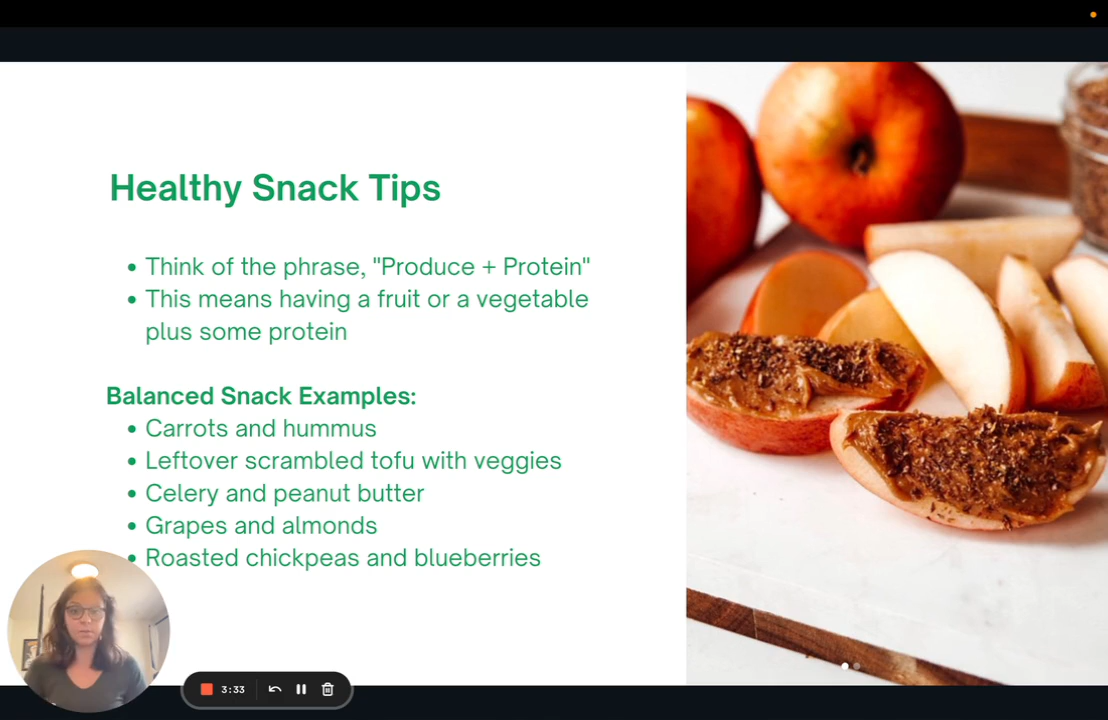 Healthy Snack Tips
• Think of the phrase, "Produce + Protein"
• This means having a fruit or a vegetable
plus some protein
Balanced Snack Examples:
• Carrots and hummus
• Leftover scrambled tofu with veggies
• Celery and peanut butter
• Grapes and almonds
• Roasted chickpeas and blueberries
3:33